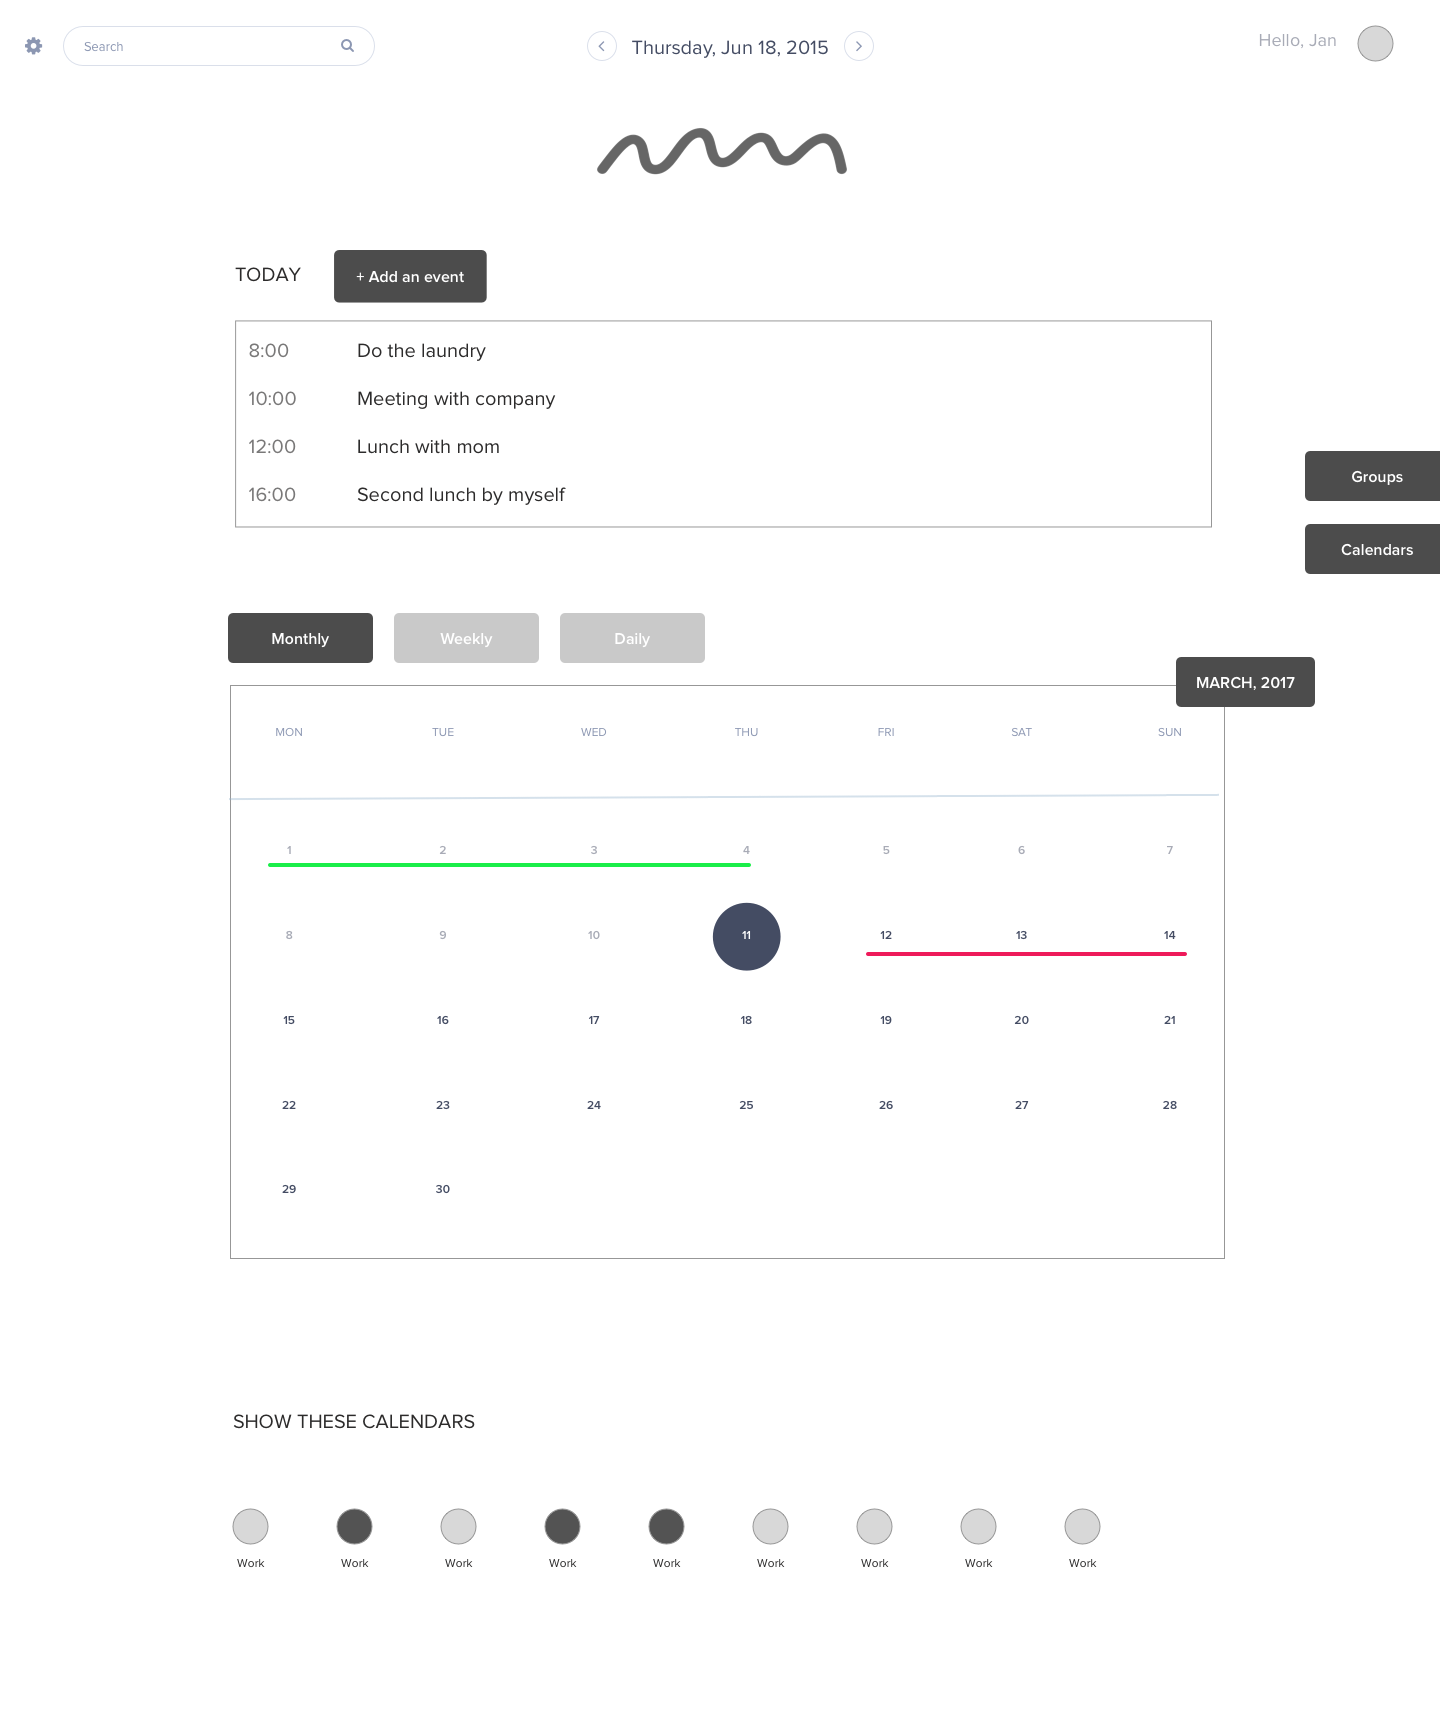 Search
Thursday, Jun 18, 2015
Hello, Jan
TODAY
+ Add an event
8:00 Do the laundry
10:00 Meeting with company
12:00 Lunch with mom
16:00 Second lunch by myself
Groups
Calendars
Monthly Weekly Daily
MARCH, 2017
MON TUE WED THU FRI SAT SUN
1 2 3 4 5 6 7
8 9 10 11 12 13 14
15 16 17 18 19 20 21
22 23 24 25 26 27 28
29 30
SHOW THESE CALENDARS
Work Work Work Work Work Work Work Work Work